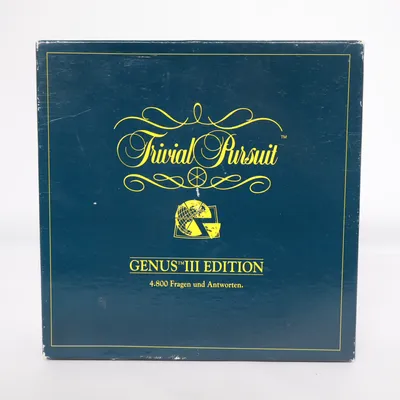 Trivial Pursuit™
GENUS™ III EDITION
4.800 Fragen und Antworten.